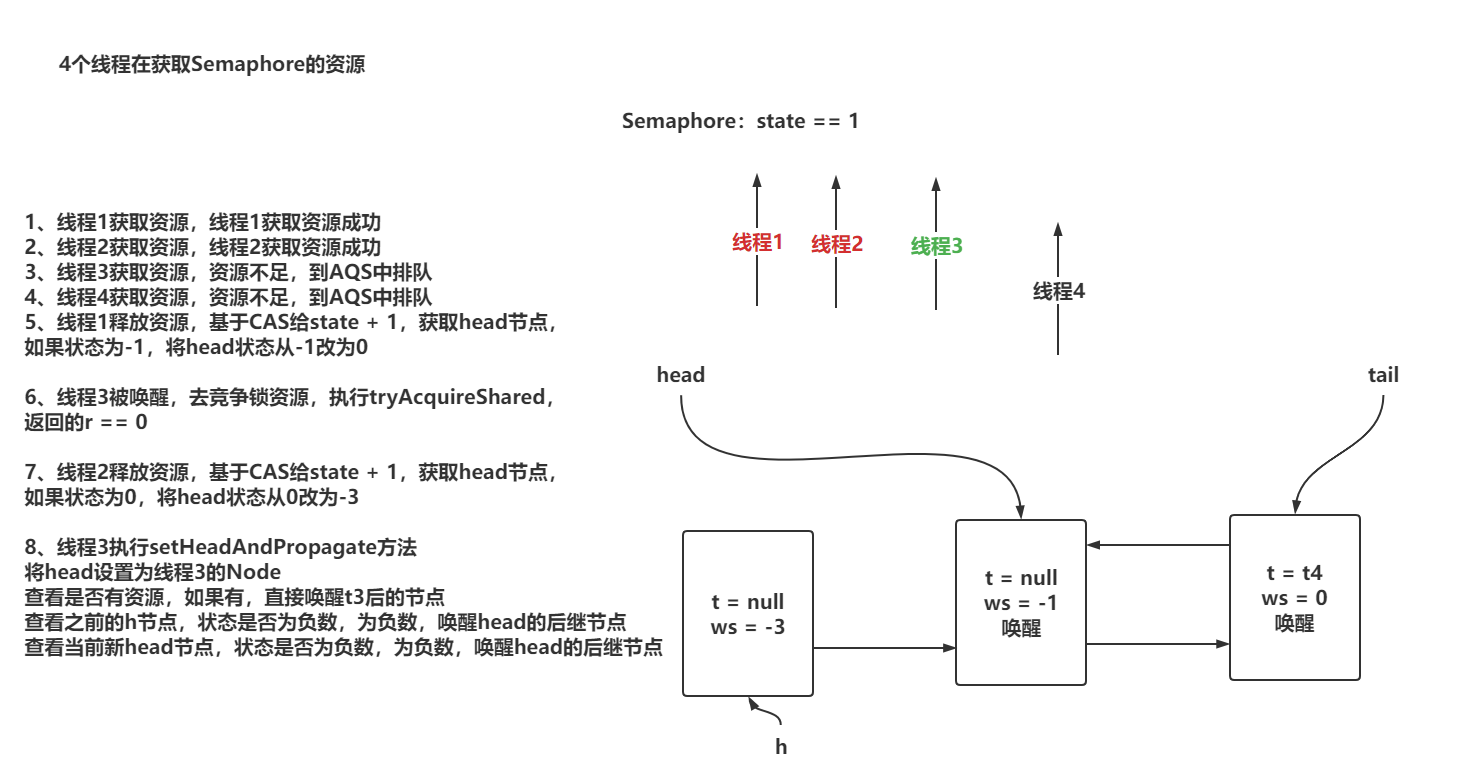 4个线程在获取Semaphore的资源
Semaphore：state == 1
线程1
线程2
线程3
线程4
1、线程1获取资源，线程1获取资源成功
2、线程2获取资源，线程2获取资源成功
3、线程3获取资源，资源不足，到AQS中排队
4、线程4获取资源，资源不足，到AQS中排队
5、线程1释放资源，基于CAS给state + 1，获取head节点，
如果状态为-1，将head状态从-1改为0
6、线程3被唤醒，去竞争锁资源，执行tryAcquireShared，
返回的r == 0
7、线程2释放资源，基于CAS给state + 1，获取head节点，
如果状态为0，将head状态从0改为-3
8、线程3执行setHeadAndPropagate方法
将head设置为线程3的Node
查看是否有资源，如果有，直接唤醒t3后的节点
查看之前的h节点，状态是否为负数，为负数，唤醒head的后继节点
查看当前新head节点，状态是否为负数，为负数，唤醒head的后继节点
head
tail
t = null
ws = -3
t = null
ws = -1
唤醒
t = t4
ws = 0
唤醒
h